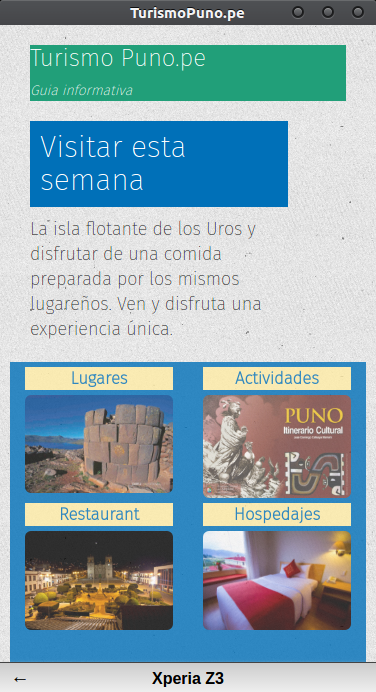 TurismoPuno.pe
Turismo Puno.pe
Guia informativa
Visitar esta
semana
La isla flotante de los Uros y
disfrutar de una comida
preparada por los mismos
lugareños. Ven y disfruta una
experiencia única.
Lugares
Actividades
PUNO
Itinerario Cultural
Restaurant
Hospedajes
← Xperia Z3